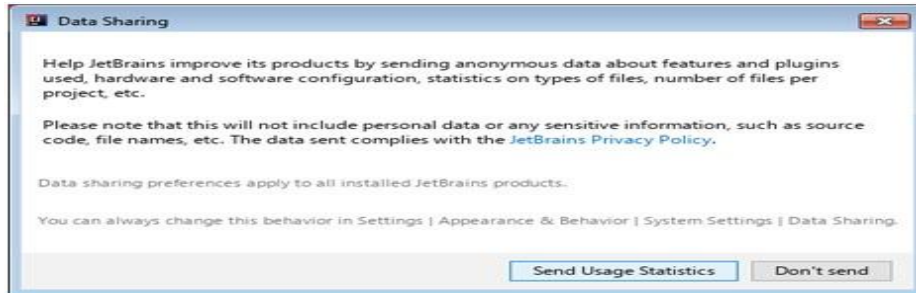 Data Sharing
Help JetBrains improve its products by sending anonymous data about features and plugins
used, hardware and software configuration, statistics on types of files, number of files per
project, etc.
Please note that this will not include personal data or any sensitive information, such as source
code, file names, etc. The data sent complies with the JetBrains Privacy Policy.
Data sharing preferences apply to all installed JetBrains products.
You can always change this behavior in Settings | Appearance & Behavior | System Settings | Data Sharing.
Send Usage Statistics Don't send